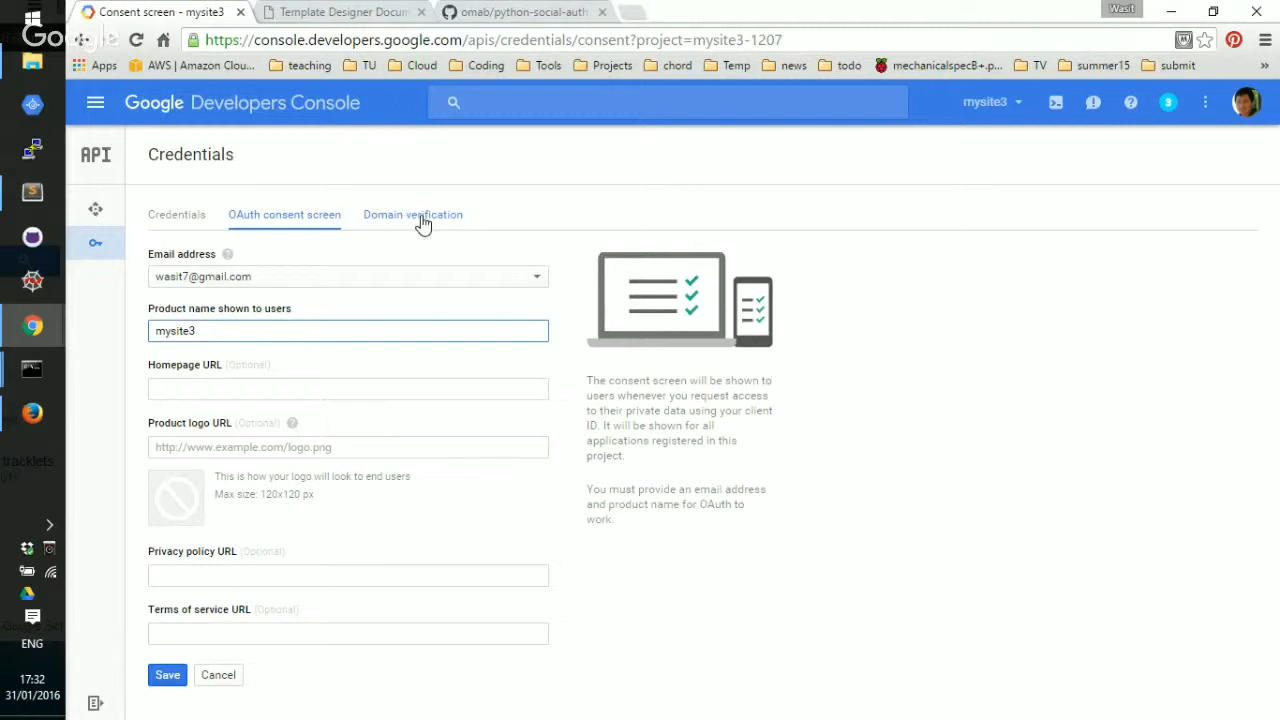 Consent screen - mysite3
Template Designer Docum
omab/python-social-auth
Wasit
Google
https://console.developers.google.com/apis/credentials/consent?project=mysite3-1207
Apps
AWS | Amazon Clou...
teaching
TU
Cloud
Coding
Tools
Projects
chord
Temp
news
todo
mechanicalspecB+.p...
TV
summer15
submit
»
Google Developers Console
mysite3
3
API
Credentials
Credentials
OAuth consent screen
Domain verification
Email address
wasit7@gmail.com
Product name shown to users
mysite3
Homepage URL (Optional)
Product logo URL (Optional)
http://www.example.com/logo.png
This is how your logo will look to end users
Max size: 120x120 px
Privacy policy URL (Optional)
Terms of service URL (Optional)
Save
Cancel
The consent screen will be shown to
users whenever you request access
to their private data using your client
ID. It will be shown for all
applications registered in this
project.
You must provide an email address
and product name for OAuth to
work.
tracklets
ENG
17:32
31/01/2016